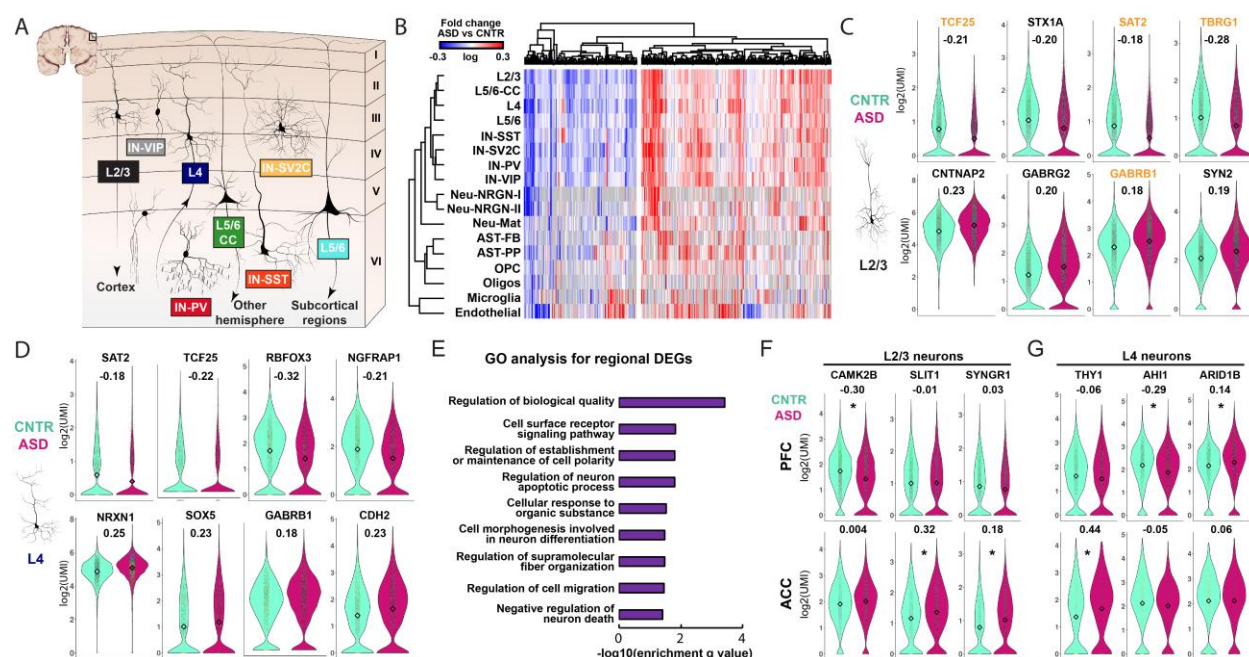 A
I
II
III
IV
V
VI
IN-VIP
IN-SV2C
L2/3
L4
L5/6
CC
L5/6
IN-SST
IN-PV
Cortex
Other
hemisphere
Subcortical
regions
B
Fold change
ASD vs CNTR
-0.3 log 0.3
L2/3
L5/6-CC
L4
L5/6
IN-SST
IN-SV2C
IN-PV
IN-VIP
Neu-NRGN-I
Neu-NRGN-II
Neu-Mat
AST-FB
AST-PP
OPC
Oligos
Microglia
Endothelial
C
CNTR
ASD
L2/3
TCF25 STX1A SAT2 TBRG1
-0.21 -0.20 -0.18 -0.28
log2(UMI)
CNTNAP2 GABRG2 GABRB1 SYN2
0.23 0.20 0.18 0.19
log2(UMI)
D
CNTR
ASD
L4
SAT2 TCF25 RBFOX3 NGFRAP1
-0.18 -0.22 -0.32 -0.21
log2(UMI)
NRXN1 SOX5 GABRB1 CDH2
0.25 0.23 0.18 0.23
log2(UMI)
E
GO analysis for regional DEGs
Regulation of biological quality
Cell surface receptor
signaling pathway
Regulation of establishment
or maintenance of cell polarity
Regulation of neuron
apoptotic process
Cellular response to
organic substance
Cell morphogenesis involved
in neuron differentiation
Regulation of supramolecular
fiber organization
Regulation of cell migration
Negative regulation of
neuron death
0 2 4
-log10(enrichment q value)
F
L2/3 neurons
CAMK2B SLIT1 SYNGR1
-0.30 -0.01 0.03
CNTR
ASD
PFC
log2(UMI)
*
0.004 0.32 0.18
ACC
log2(UMI)
* *
G
L4 neurons
THY1 AHI1 ARID1B
-0.06 -0.29 0.14
* *
0.44 -0.05 0.06
*